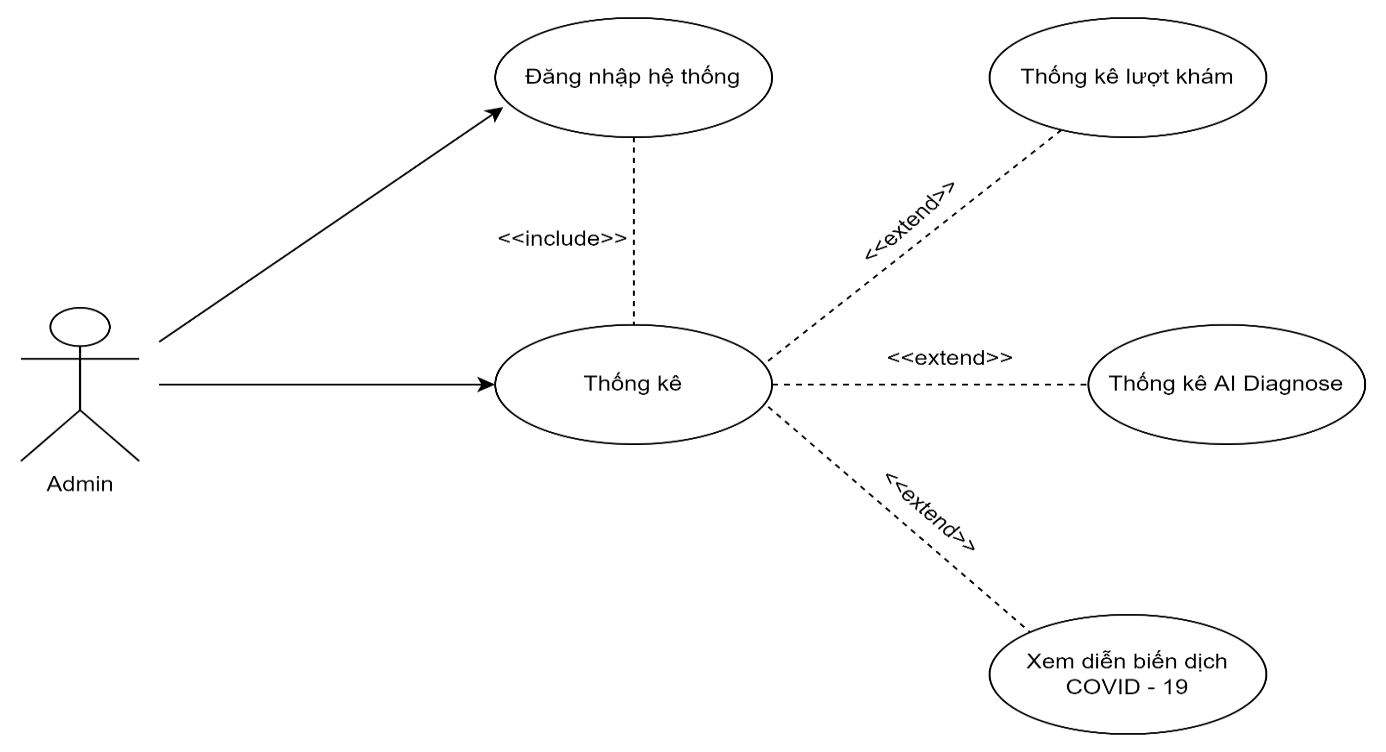 Đăng nhập hệ thống
Thống kê lượt khám
<<extend>>
<<include>>
<<extend>>
Thống kê
Thống kê AI Diagnose
Admin
<<extend>>
Xem diễn biến dịch
COVID - 19